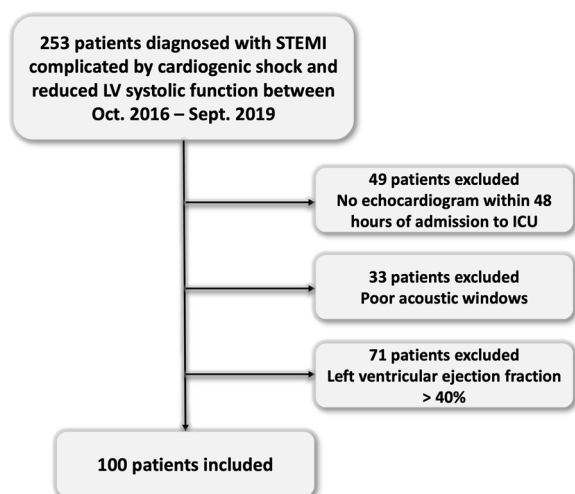 253 patients diagnosed with STEMI
complicated by cardiogenic shock and
reduced LV systolic function between
Oct. 2016 – Sept. 2019
49 patients excluded
No echocardiogram within 48
hours of admission to ICU
33 patients excluded
Poor acoustic windows
71 patients excluded
Left ventricular ejection fraction
> 40%
100 patients included